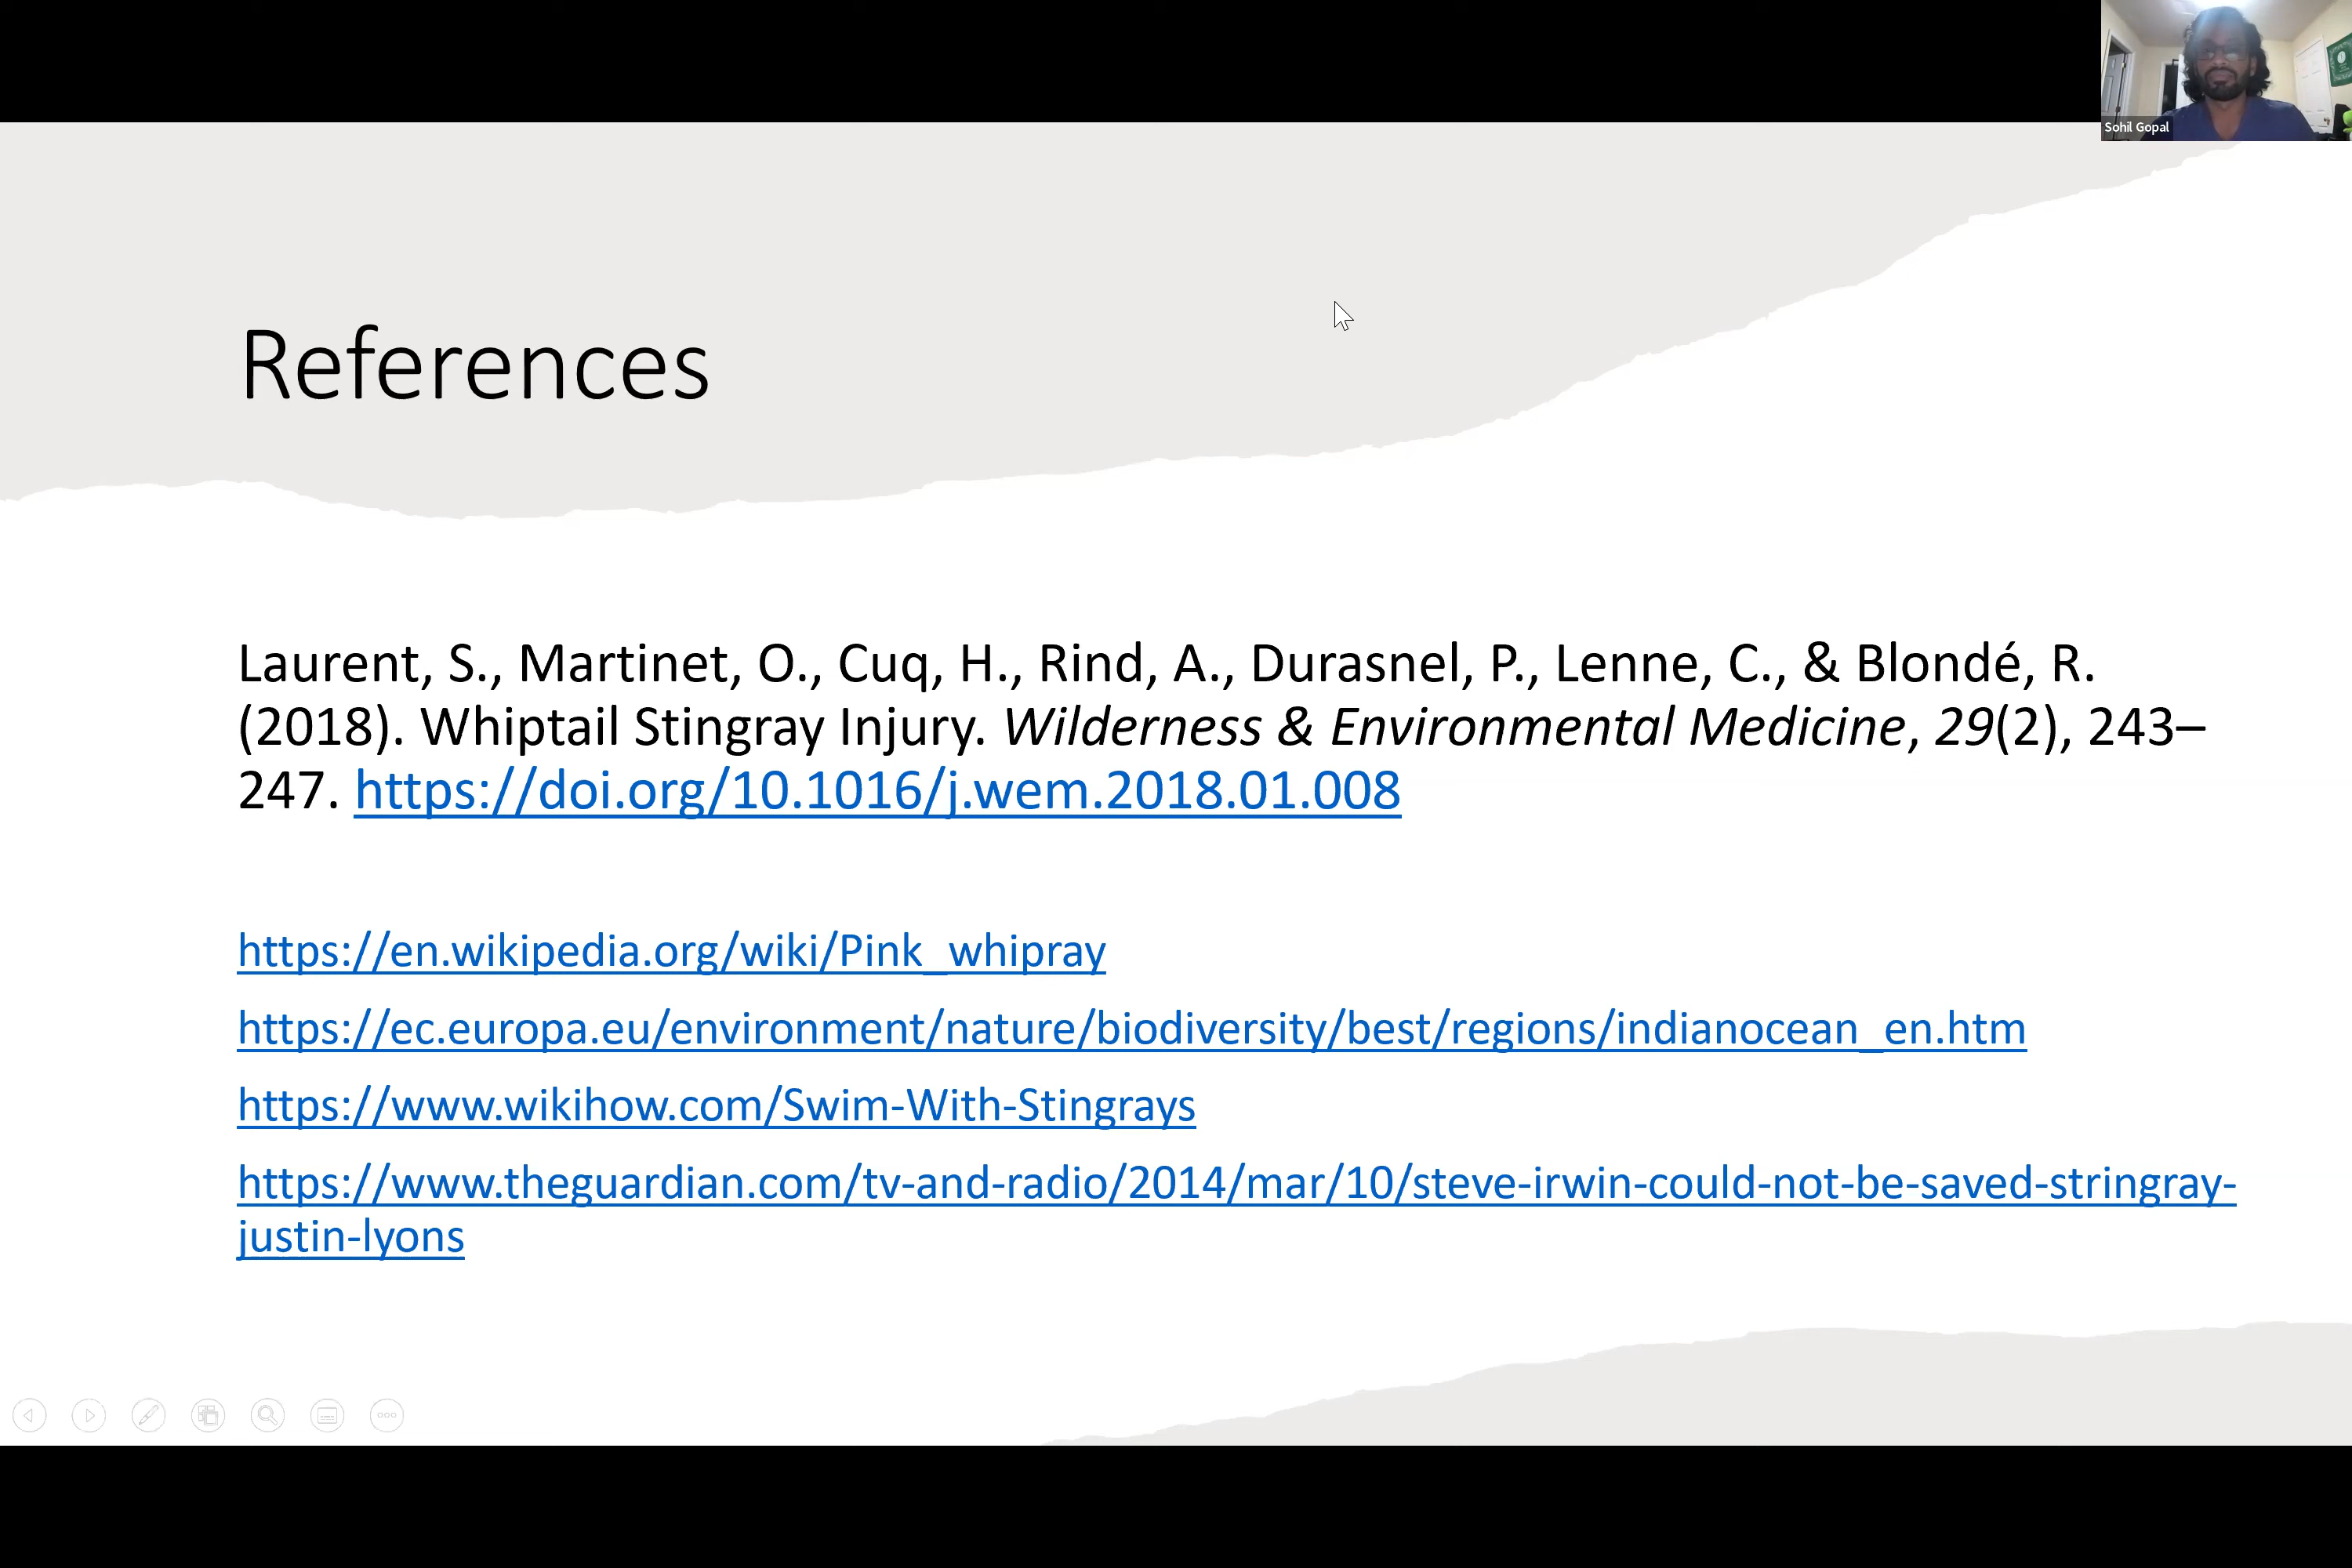 Sohil Gopal
References
Laurent, S., Martinet, O., Cuq, H., Rind, A., Durasnel, P., Lenne, C., & Blondé, R.
(2018). Whiptail Stingray Injury. Wilderness & Environmental Medicine, 29(2), 243–
247. https://doi.org/10.1016/j.wem.2018.01.008
https://en.wikipedia.org/wiki/Pink_whipray
https://ec.europa.eu/environment/nature/biodiversity/best/regions/indianocean_en.htm
https://www.wikihow.com/Swim-With-Stingrays
https://www.theguardian.com/tv-and-radio/2014/mar/10/steve-irwin-could-not-be-saved-stringray-
justin-lyons